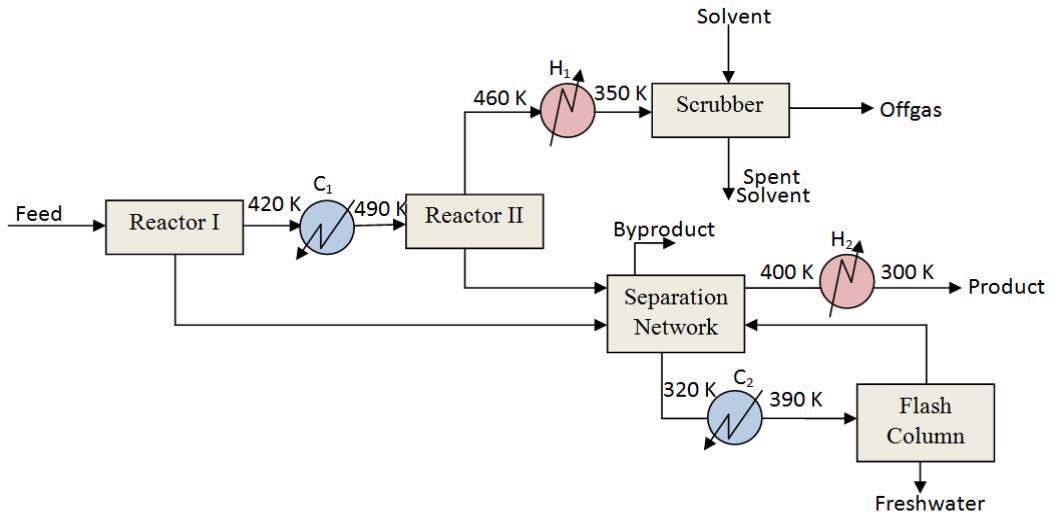 Solvent
H1
460 K
350 K
Scrubber
Offgas
Spent
Solvent
C1
Feed
Reactor I
420 K
490 K
Reactor II
Byproduct
H2
400 K
300 K
Separation
Network
Product
320 K
C2
390 K
Flash
Column
Freshwater